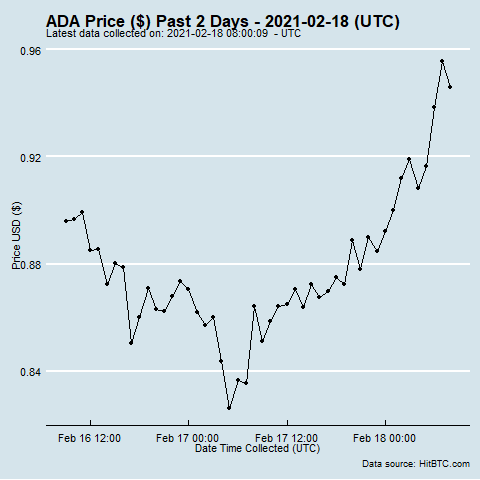 ADA Price ($) Past 2 Days - 2021-02-18 (UTC)
Latest data collected on: 2021-02-18 08:00:09 - UTC
0.96
0.92
0.88
0.84
Price USD ($)
Feb 16 12:00 Feb 17 00:00 Feb 17 12:00 Feb 18 00:00
Date Time Collected (UTC)
Data source: HitBTC.com